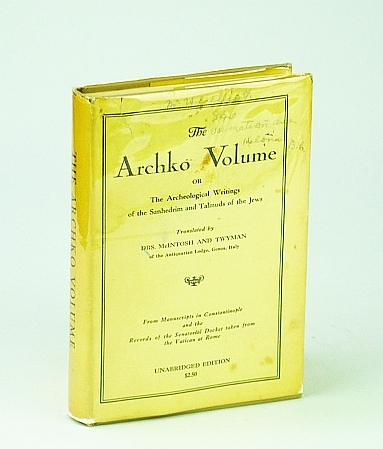 The
Archko Volume
OR
The Archeological Writings
of the Sanhedrim and Talmuds of the Jews
Translated by
DRS. McINTOSH AND TWYMAN
of the Antiquarian Lodge, Genoa, Italy
From Manuscripts in Constantinople
and the
Records of the Senatorial Docket taken from
the Vatican at Rome
UNABRIDGED EDITION
$2.50
THE ARCHKO VOLUME